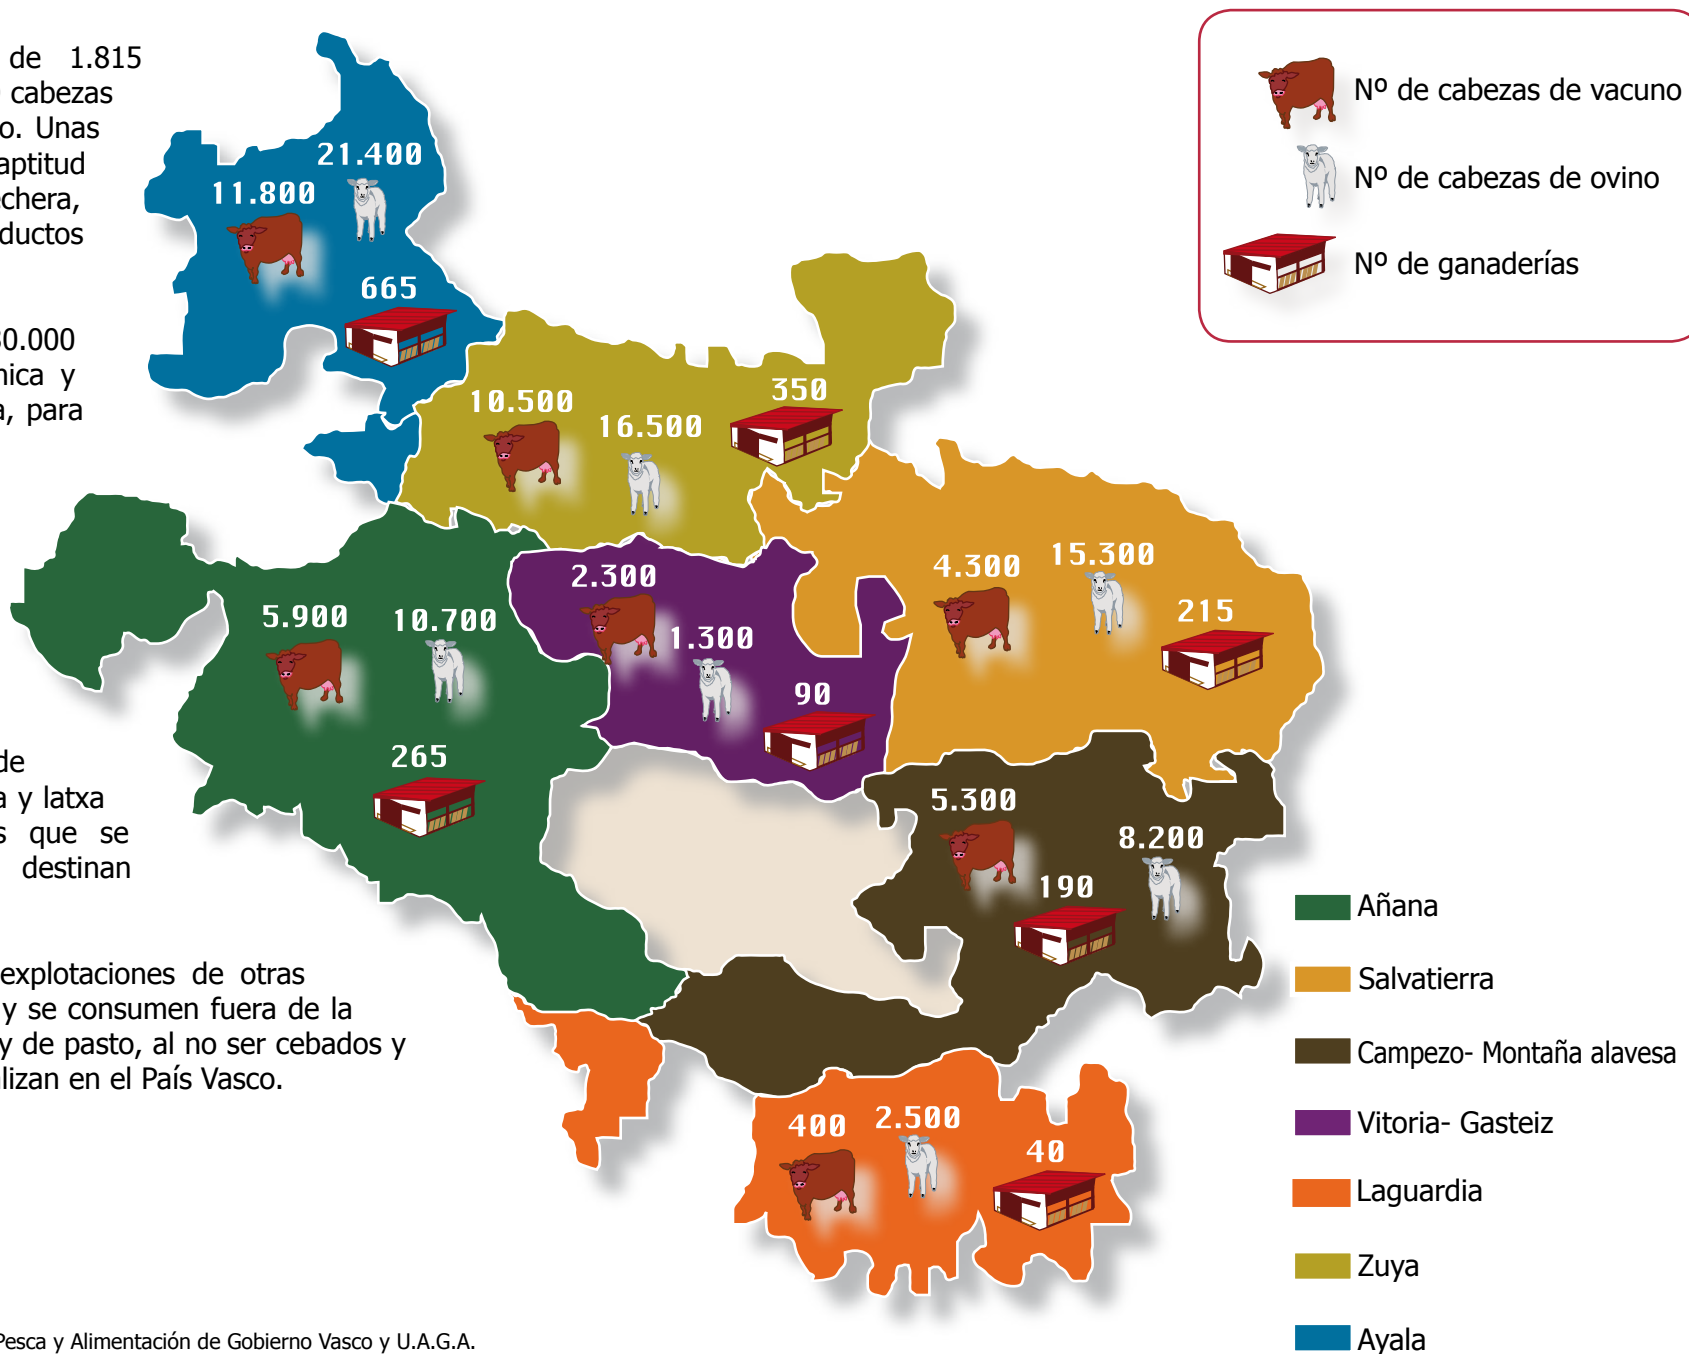 de 1.815
cabezas
o. Unas
aptitud
echera,
ductos
30.000
nica y
a, para
de
a y latxa
s que se
destinan
explotaciones de otras
y se consumen fuera de la
y de pasto, al no ser cebados y
lizan en el País Vasco.
Pesca y Alimentación de Gobierno Vasco y U.A.G.A.
Nº de cabezas de vacuno
Nº de cabezas de ovino
Nº de ganaderías
21.400
11.800
665
10.500
16.500
350
5.900
10.700
265
2.300
1.300
90
4.300
15.300
215
5.300
8.200
190
400
2.500
40
Añana
Salvatierra
Campezo- Montaña alavesa
Vitoria- Gasteiz
Laguardia
Zuya
Ayala